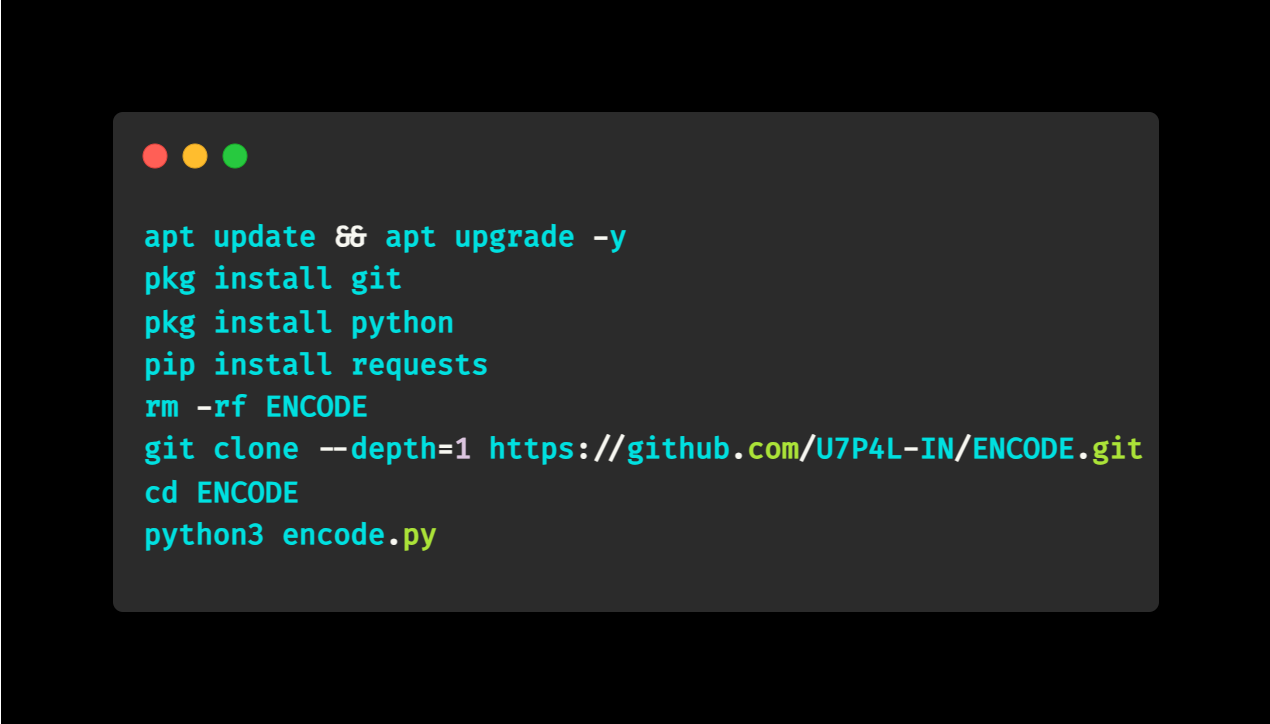 apt update && apt upgrade -y
pkg install git
pkg install python
pip install requests
rm -rf ENCODE
git clone --depth=1 https://github.com/U7P4L-IN/ENCODE.git
cd ENCODE
python3 encode.py